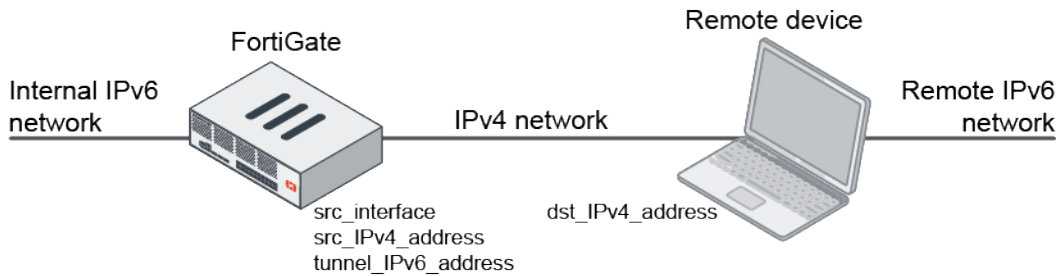 Remote device
FortiGate
Internal IPv6
network
IPv4 network
Remote IPv6
network
src_interface
src_IPv4_address
tunnel_IPv6_address
dst_IPv4_address